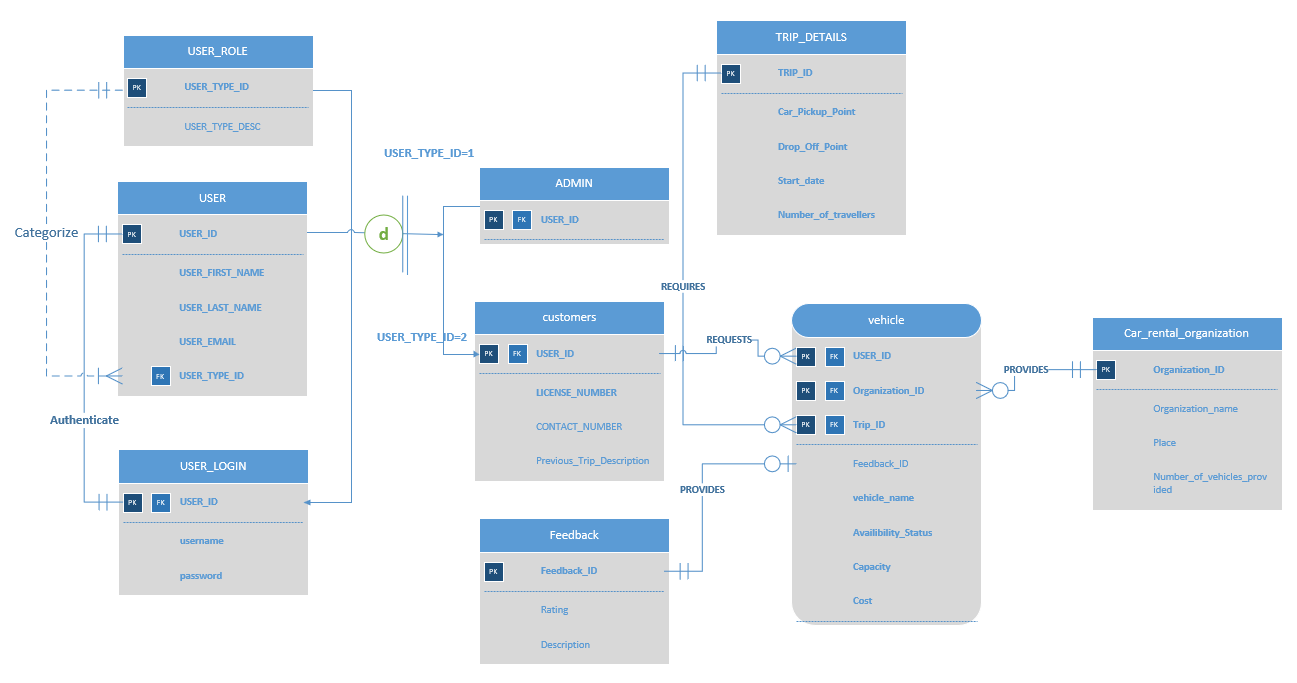 USER_ROLE
PK USER_TYPE_ID
USER_TYPE_DESC
USER
PK USER_ID
USER_FIRST_NAME
USER_LAST_NAME
USER_EMAIL
FK USER_TYPE_ID
Categorize
Authenticate
USER_LOGIN
PK FK USER_ID
username
password
d
USER_TYPE_ID=1
ADMIN
PK FK USER_ID
USER_TYPE_ID=2
customers
PK FK USER_ID
LICENSE_NUMBER
CONTACT_NUMBER
Previous_Trip_Description
Feedback
PK Feedback_ID
Rating
Description
TRIP_DETAILS
PK TRIP_ID
Car_Pickup_Point
Drop_Off_Point
Start_date
Number_of_travellers
REQUIRES
REQUESTS
PROVIDES
vehicle
PK FK USER_ID
PK FK Organization_ID
PK FK Trip_ID
Feedback_ID
vehicle_name
Availibility_Status
Capacity
Cost
PROVIDES
Car_rental_organization
PK Organization_ID
Organization_name
Place
Number_of_vehicles_prov
ided